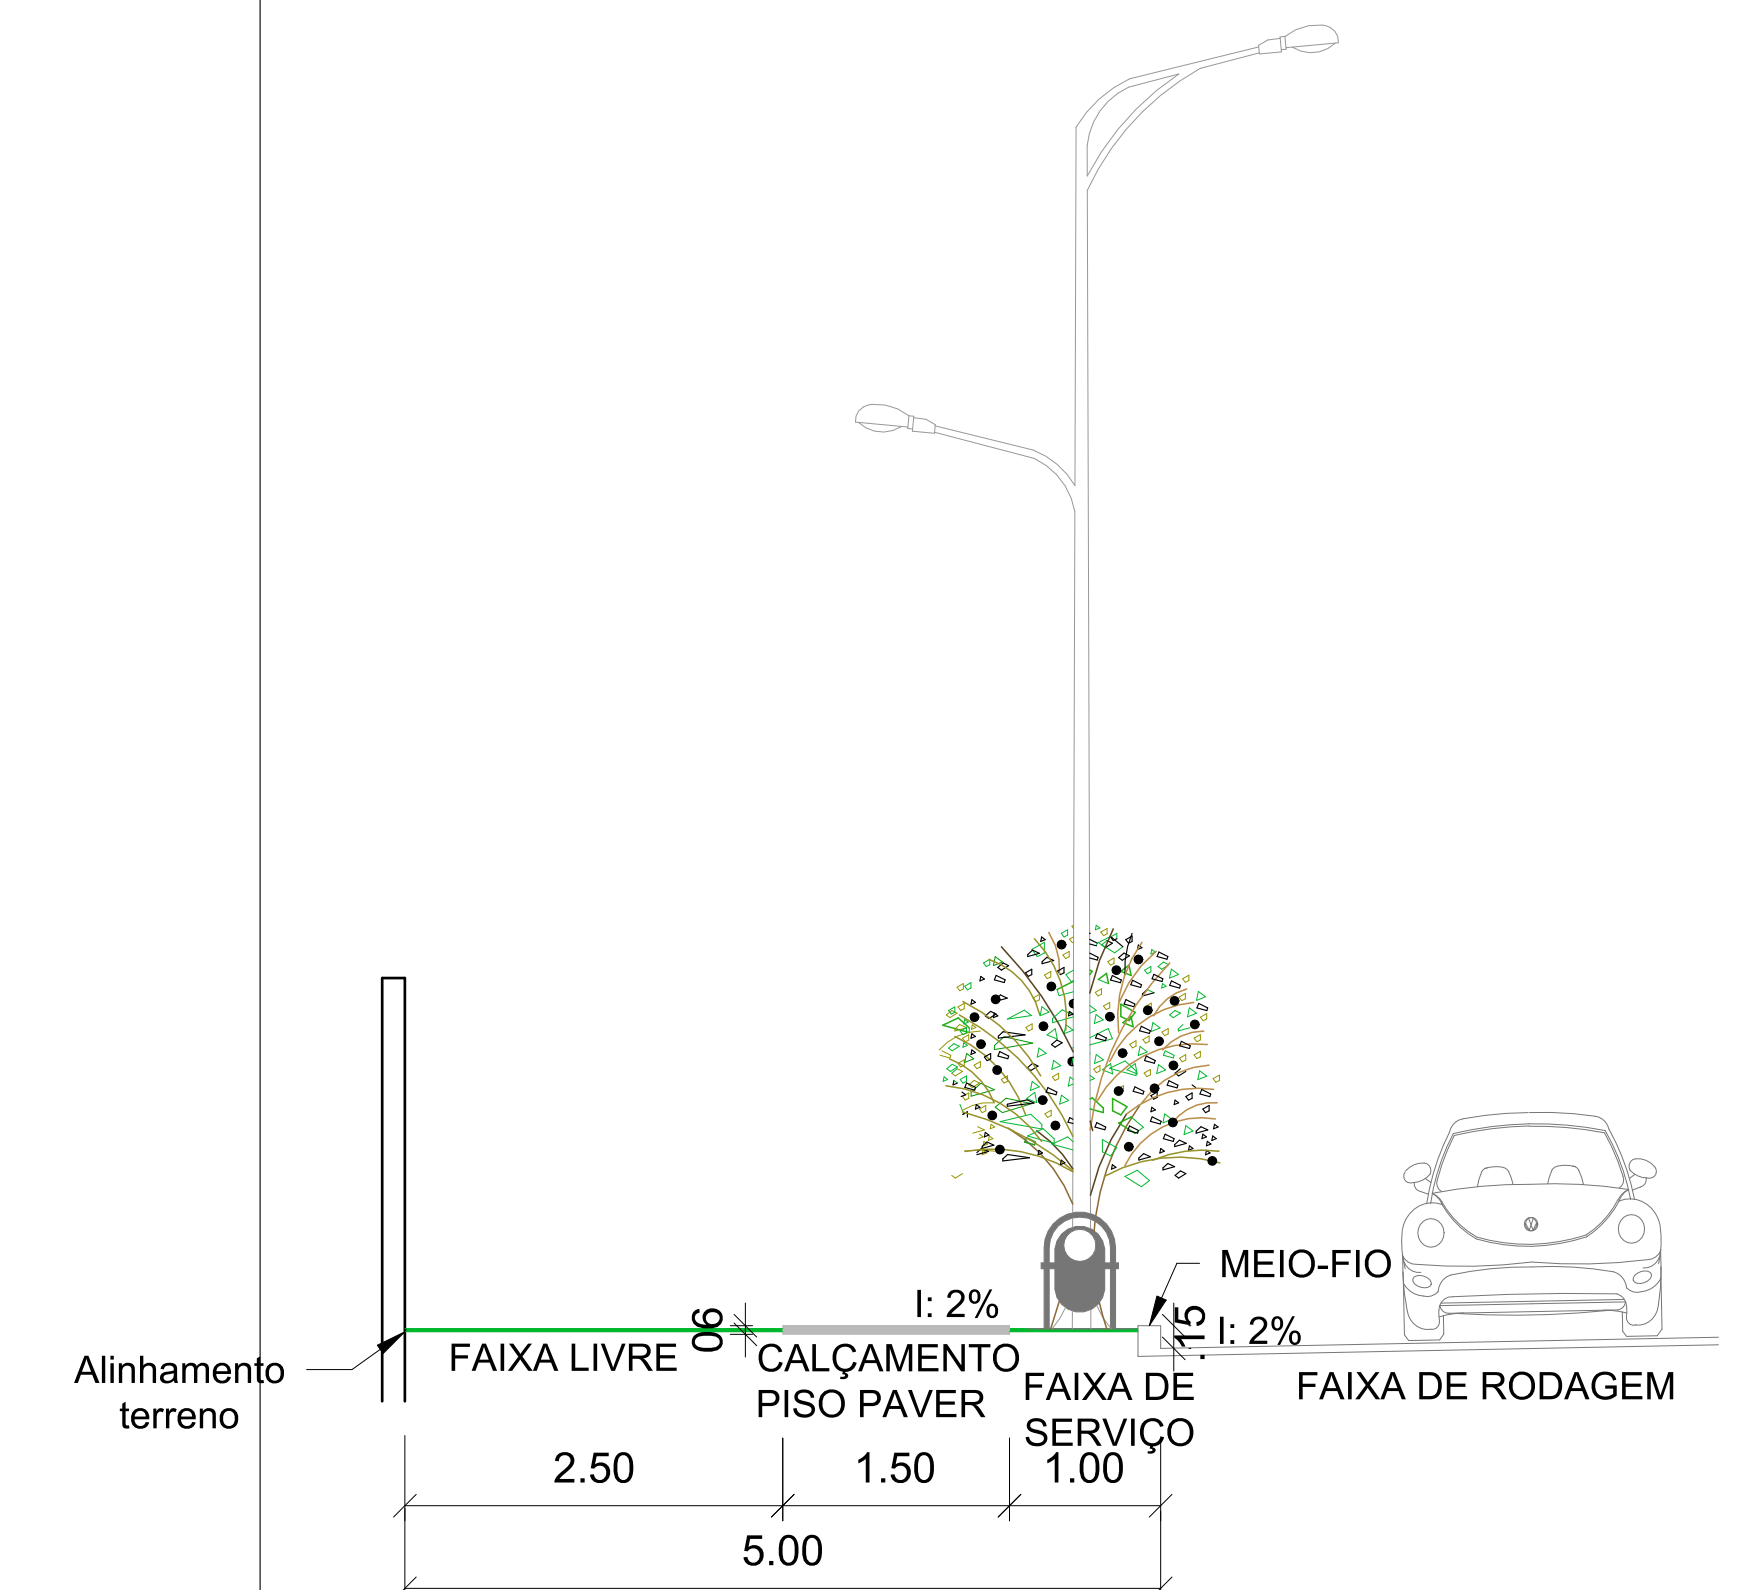 MEIO-FIO
I: 2%
06
.15
I: 2%
Alinhamento
terreno
FAIXA LIVRE
CALÇAMENTO
PISO PAVER
FAIXA DE
SERVIÇO
FAIXA DE RODAGEM
2.50
1.50
1.00
5.00